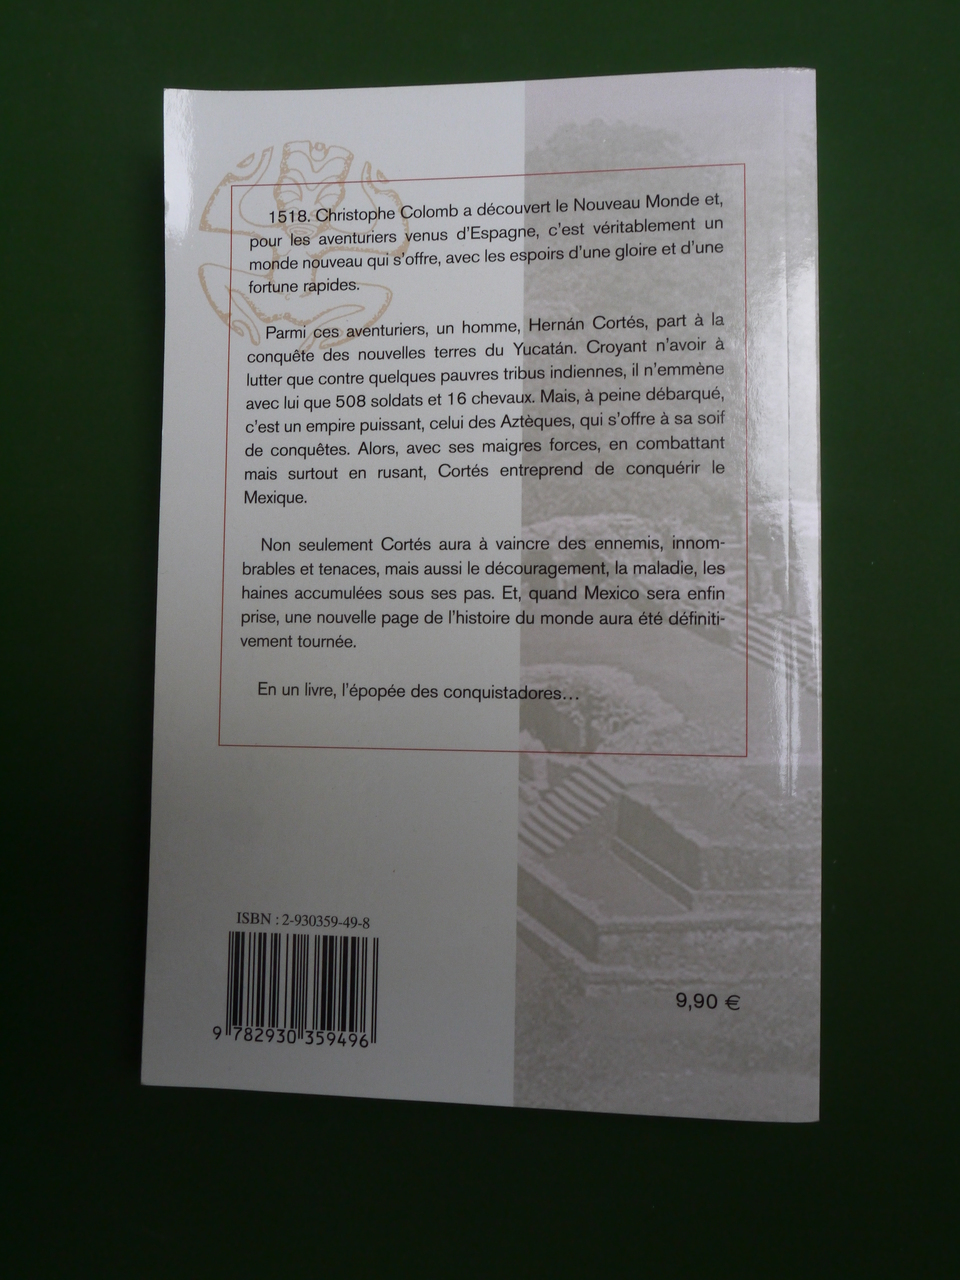 1518. Christophe Colomb a découvert le Nouveau Monde et,
pour les aventuriers venus d'Espagne, c'est véritablement un
monde nouveau qui s'offre, avec les espoirs d'une gloire et d'une
fortune rapides.
Parmi ces aventuriers, un homme, Hernán Cortés, part à la
conquête des nouvelles terres du Yucatán. Croyant n'avoir à
lutter que contre quelques pauvres tribus indiennes, il n'emmène
avec lui que 508 soldats et 16 chevaux. Mais, à peine débarqué,
c'est un empire puissant, celui des Aztèques, qui s'offre à sa soif
de conquêtes. Alors, avec ses maigres forces, en combattant
mais surtout en rusant, Cortés entreprend de conquérir le
Mexique.
Non seulement Cortés aura à vaincre des ennemis, innom-
brables et tenaces, mais aussi le découragement, la maladie, les
haines accumulées sous ses pas. Et, quand Mexico sera enfin
prise, une nouvelle page de l'histoire du monde aura été définiti-
vement tournée.
En un livre, l'épopée des conquistadores...
ISBN : 2-930359-49-8
9 782930 359496
9,90 €